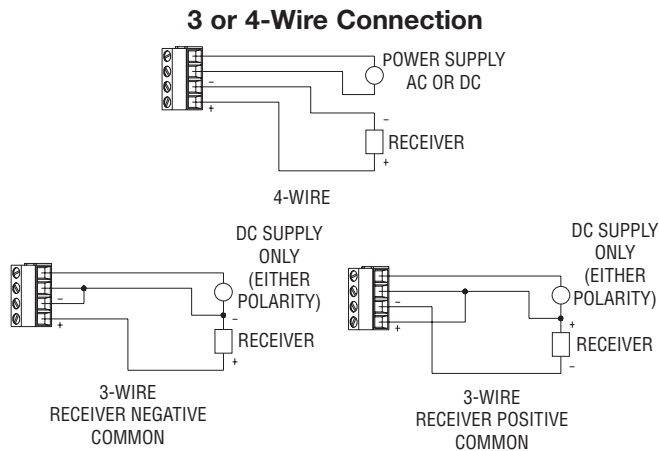 3 or 4-Wire Connection
POWER SUPPLY
AC OR DC
-
+
-
RECEIVER
+
4-WIRE
DC SUPPLY
ONLY
(EITHER
POLARITY)
-
+
-
RECEIVER
+
3-WIRE
RECEIVER NEGATIVE
COMMON
DC SUPPLY
ONLY
(EITHER
POLARITY)
-
+
+
RECEIVER
-
3-WIRE
RECEIVER POSITIVE
COMMON